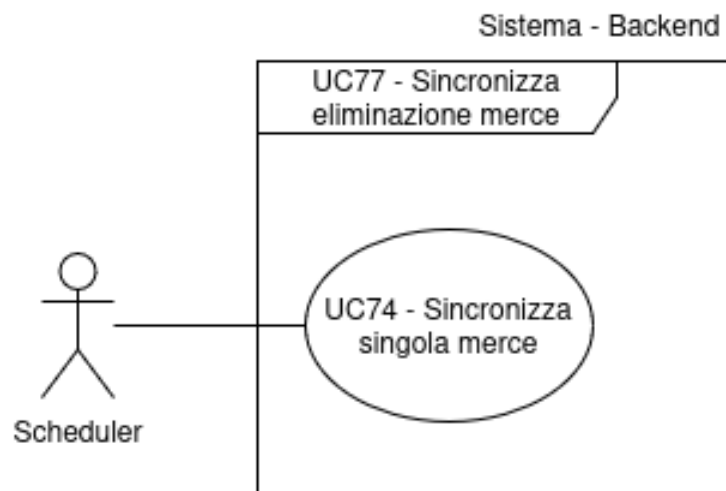 Sistema - Backend
UC77 - Sincronizza
eliminazione merce
UC74 - Sincronizza
singola merce
Scheduler